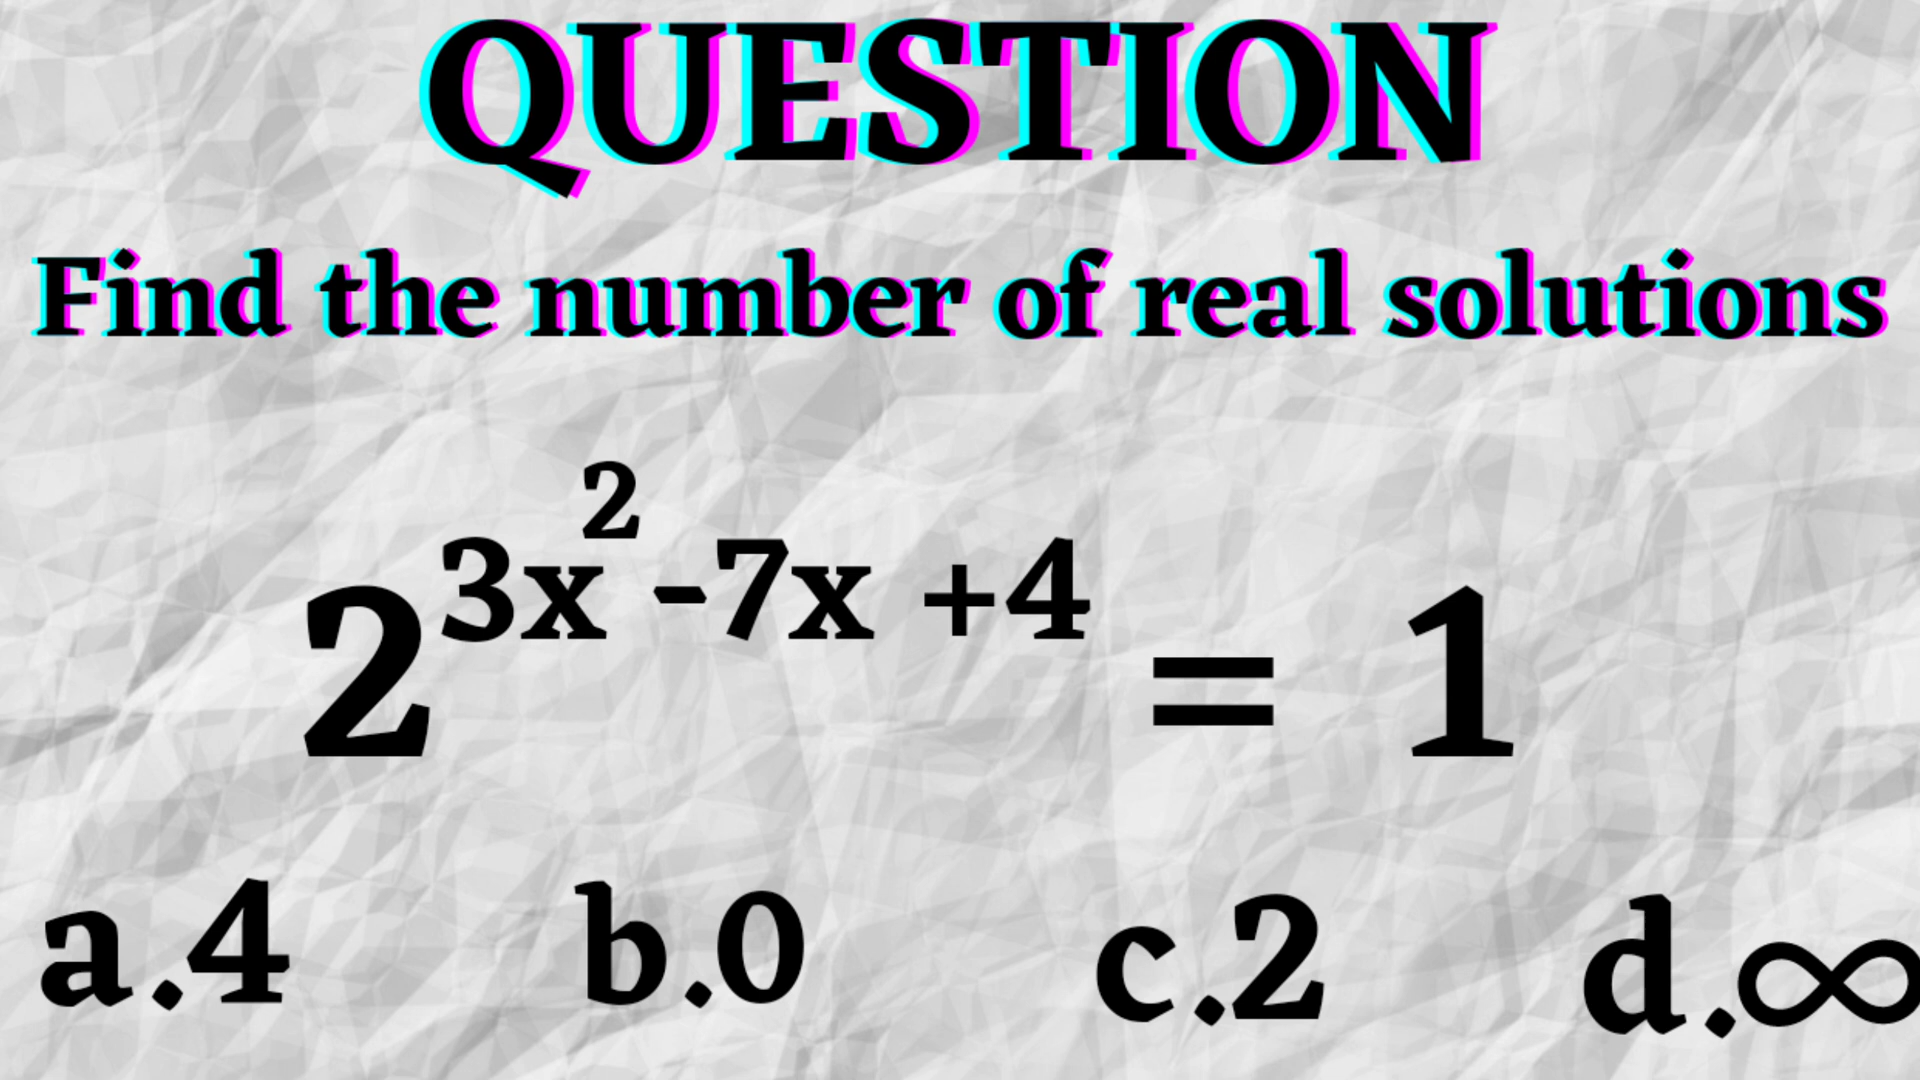 QUESTION
Find the number of real solutions
2^{3x^2-7x+4} = 1
a.4 b.0 c.2 d.∞